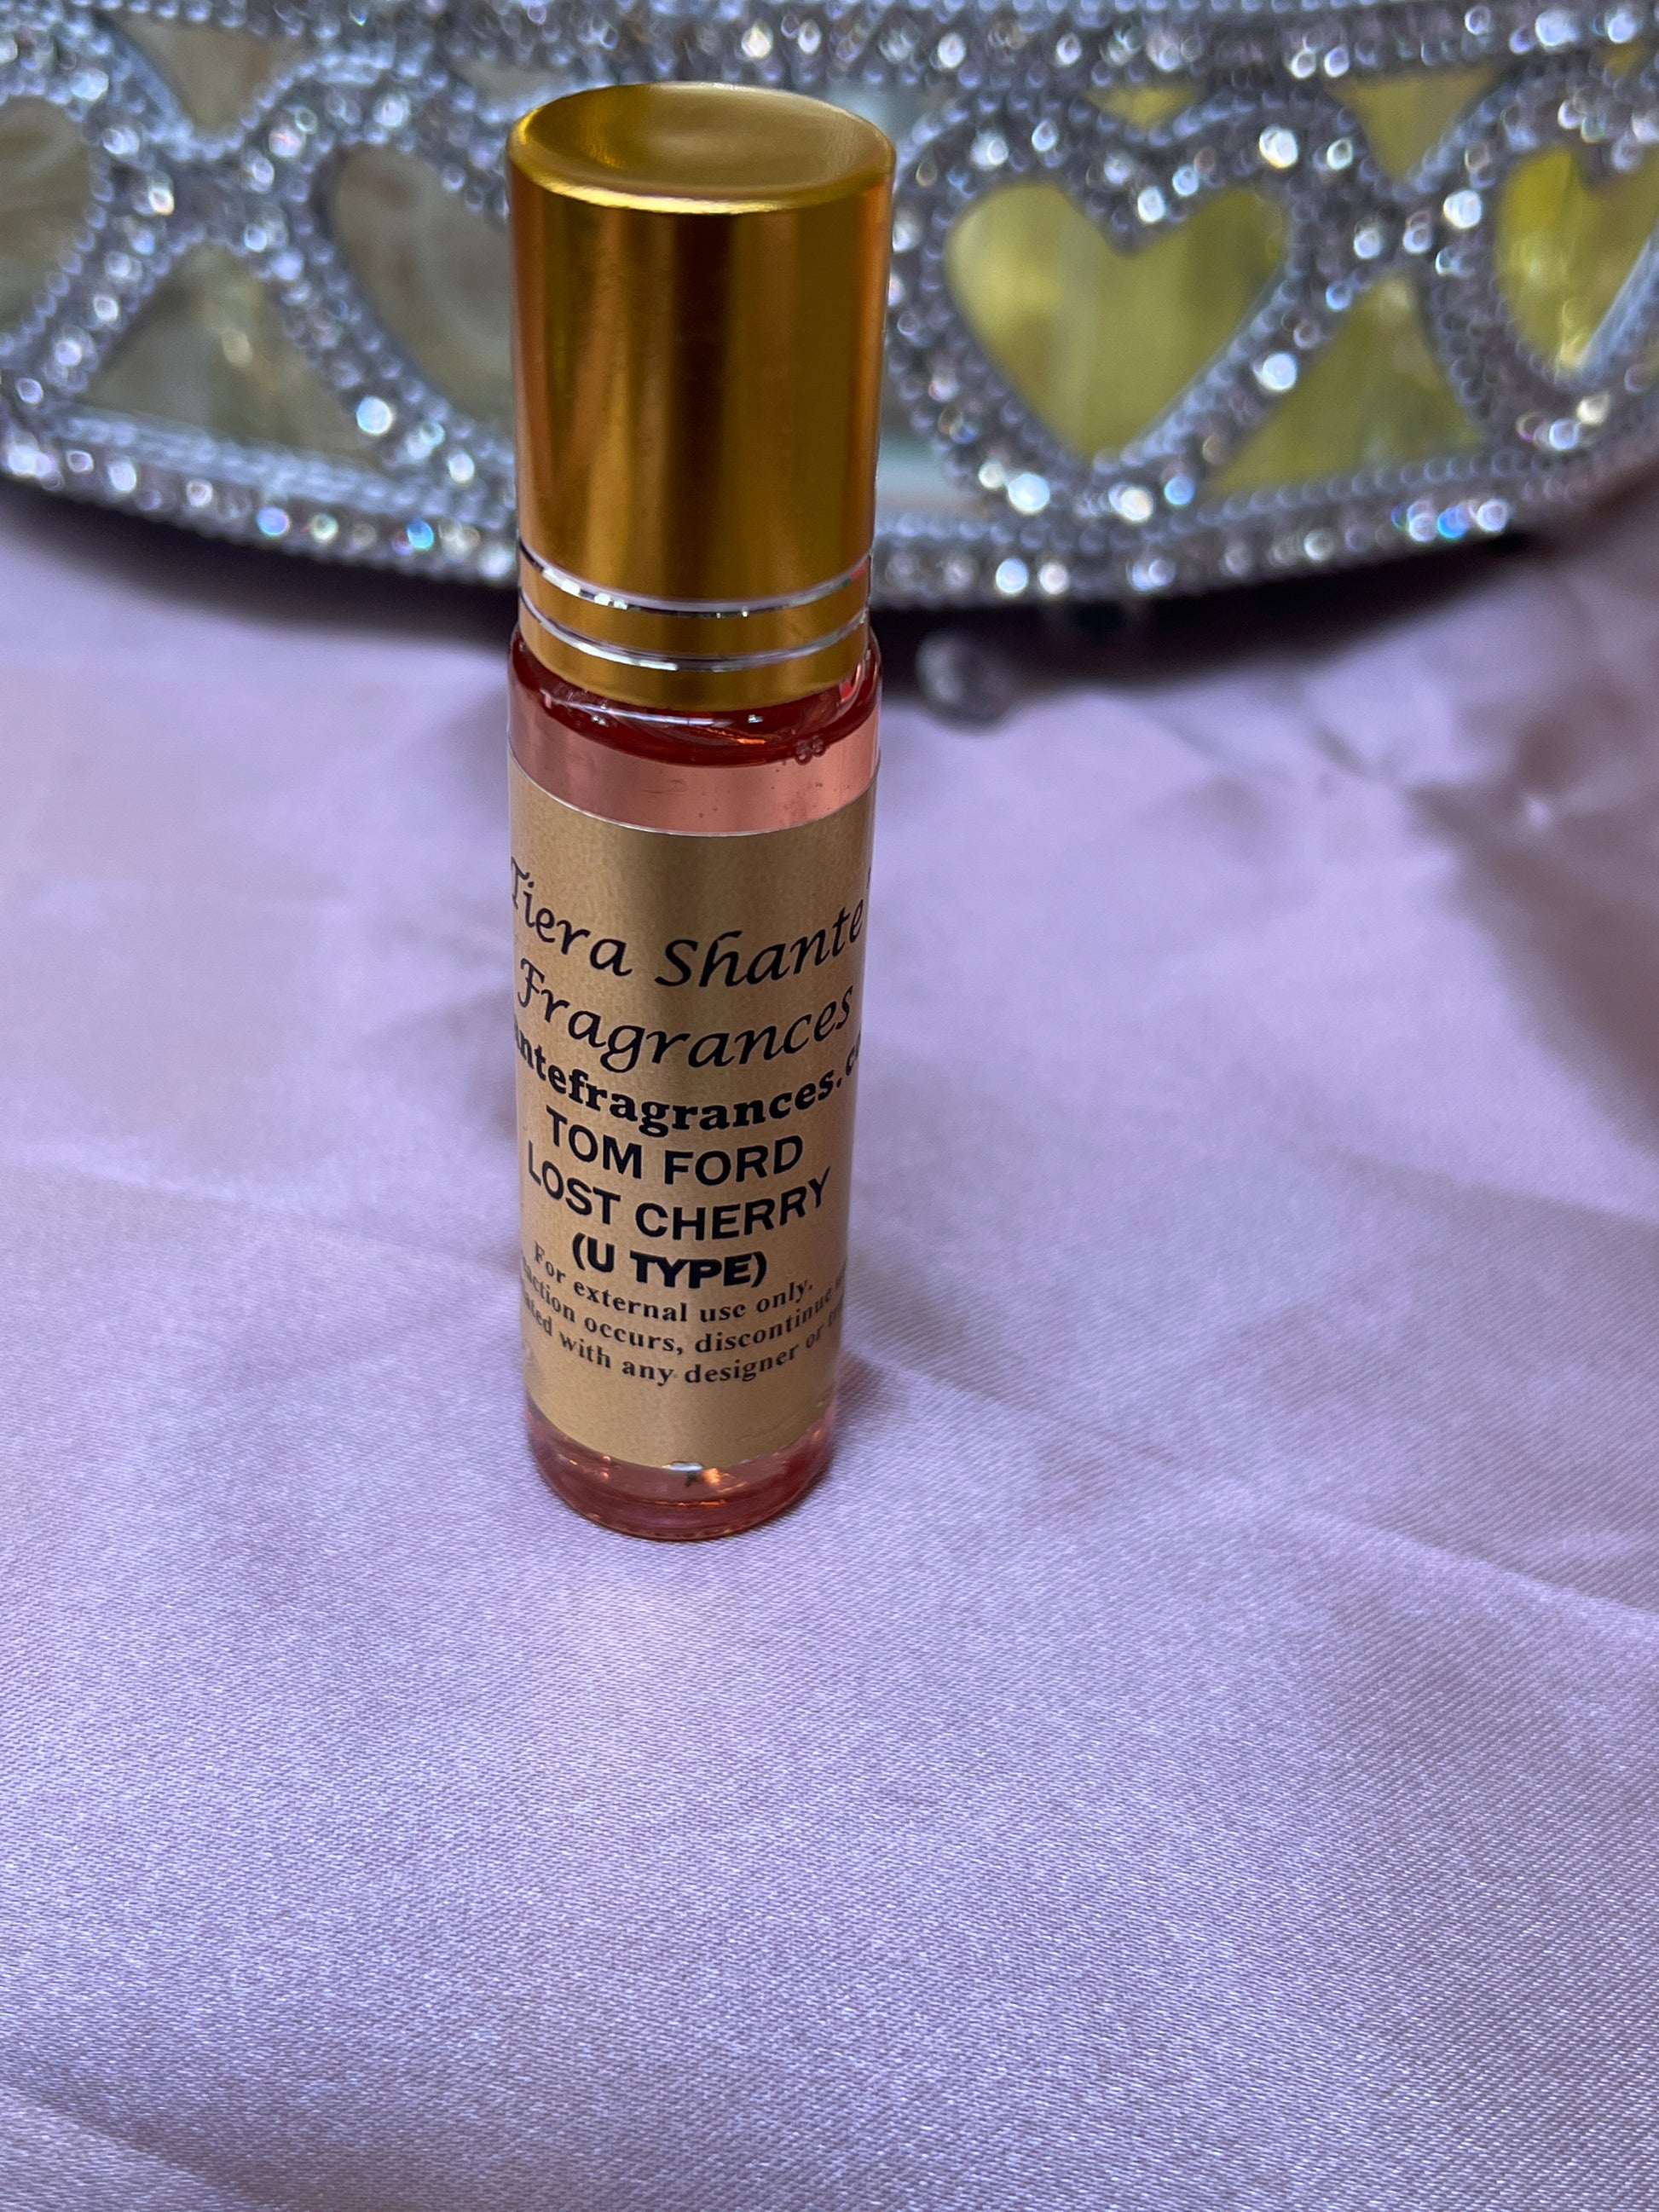 Tiera Shante'
Fragrances
antefragrances.c
TOM FORD
LOST CHERRY
(U TYPE)
For external use only.
action occurs, discontinue
with any designer or